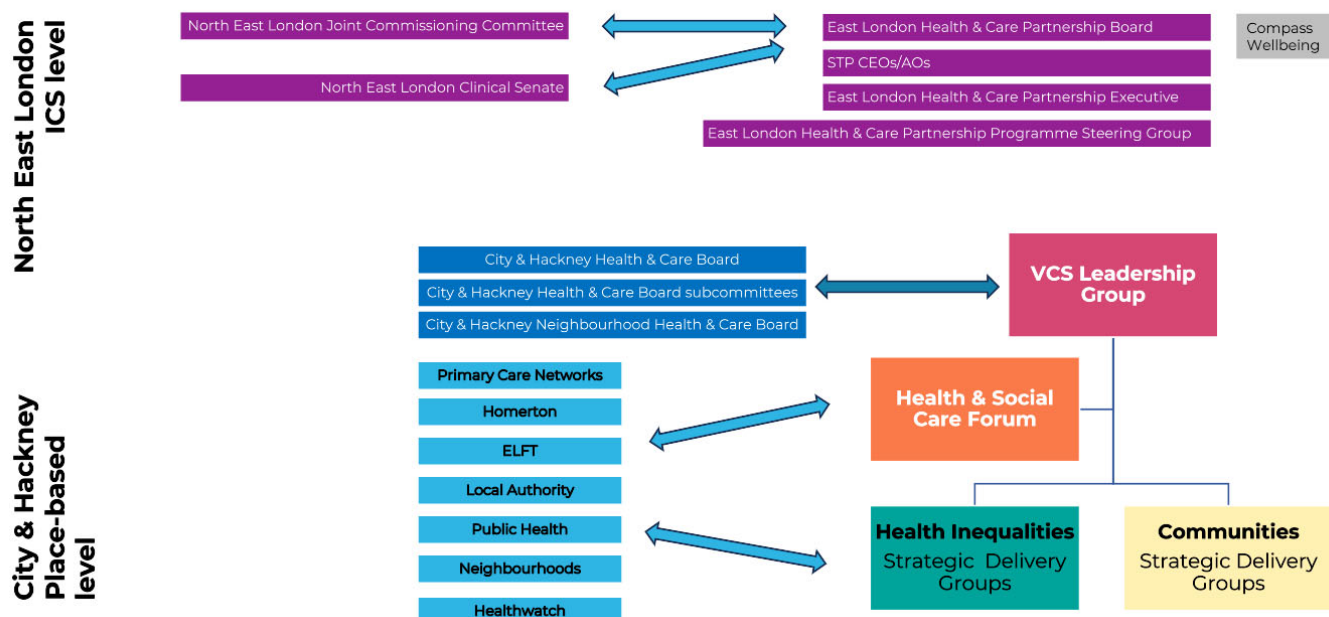 North East London
ICS level
North East London Joint Commissioning Committee
North East London Clinical Senate
East London Health & Care Partnership Board
STP CEOs/AOs
East London Health & Care Partnership Executive
East London Health & Care Partnership Programme Steering Group
Compass
Wellbeing
City & Hackney
Place-based
level
City & Hackney Health & Care Board
City & Hackney Health & Care Board subcommittees
City & Hackney Neighbourhood Health & Care Board
VCS Leadership
Group
Primary Care Networks
Homerton
ELFT
Local Authority
Public Health
Neighbourhoods
Healthwatch
Health & Social
Care Forum
Health Inequalities
Strategic Delivery
Groups
Communities
Strategic Delivery
Groups